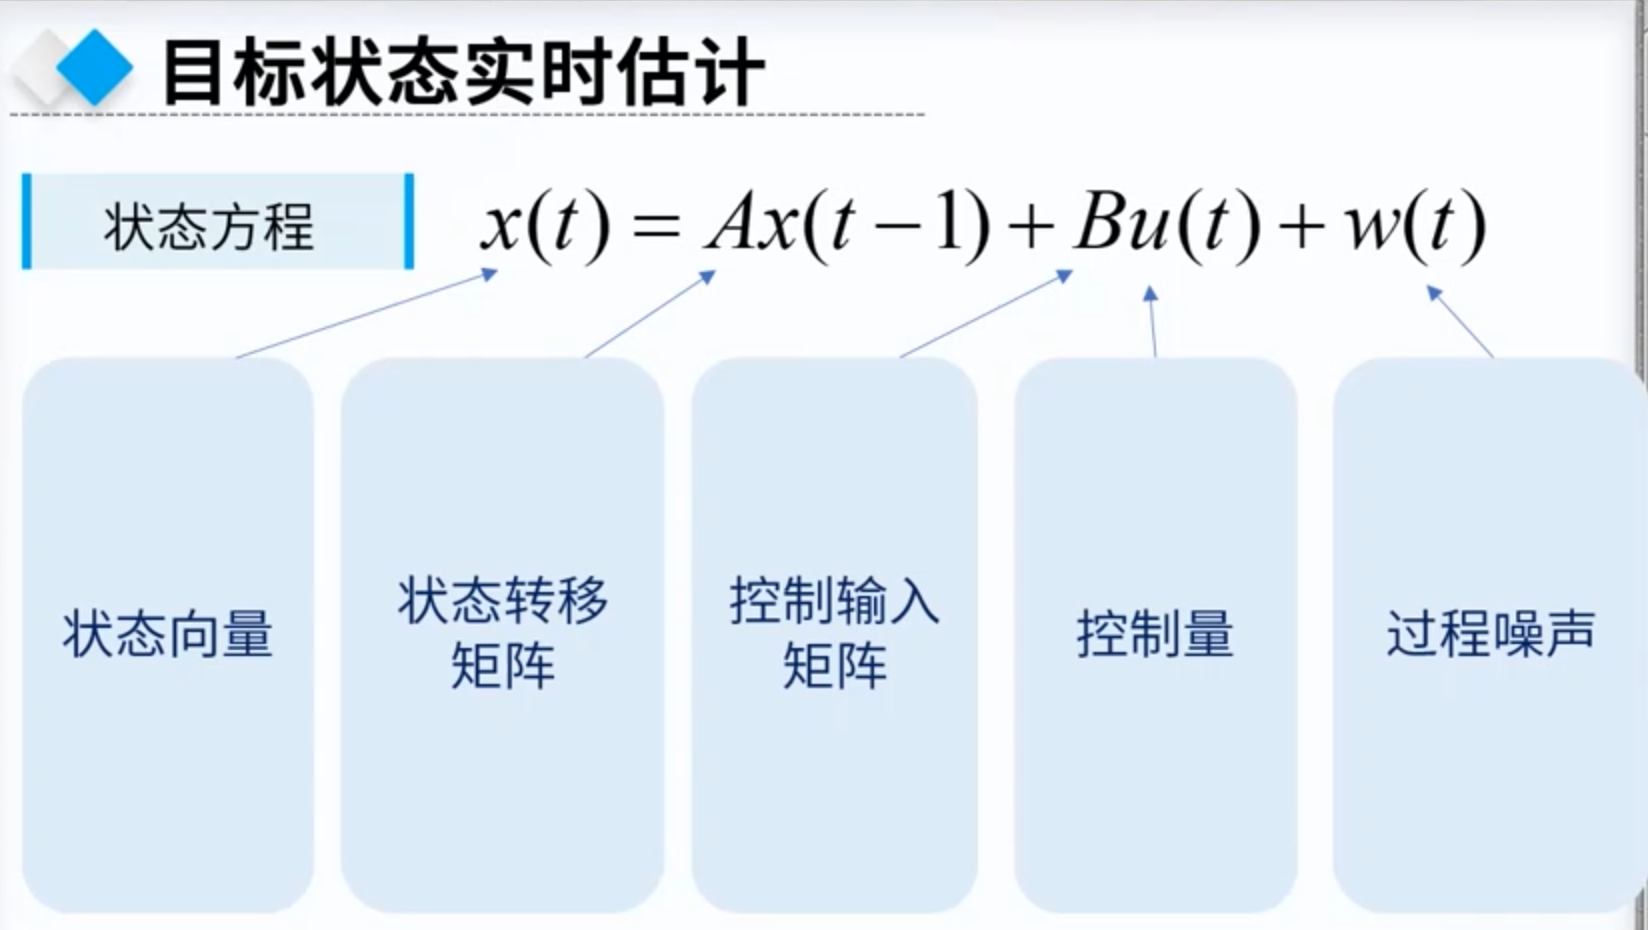 目标状态实时估计
状态方程
x(t) = Ax(t − 1) + Bu(t) + w(t)
状态向量
状态转移
矩阵
控制输入
矩阵
控制量
过程噪声